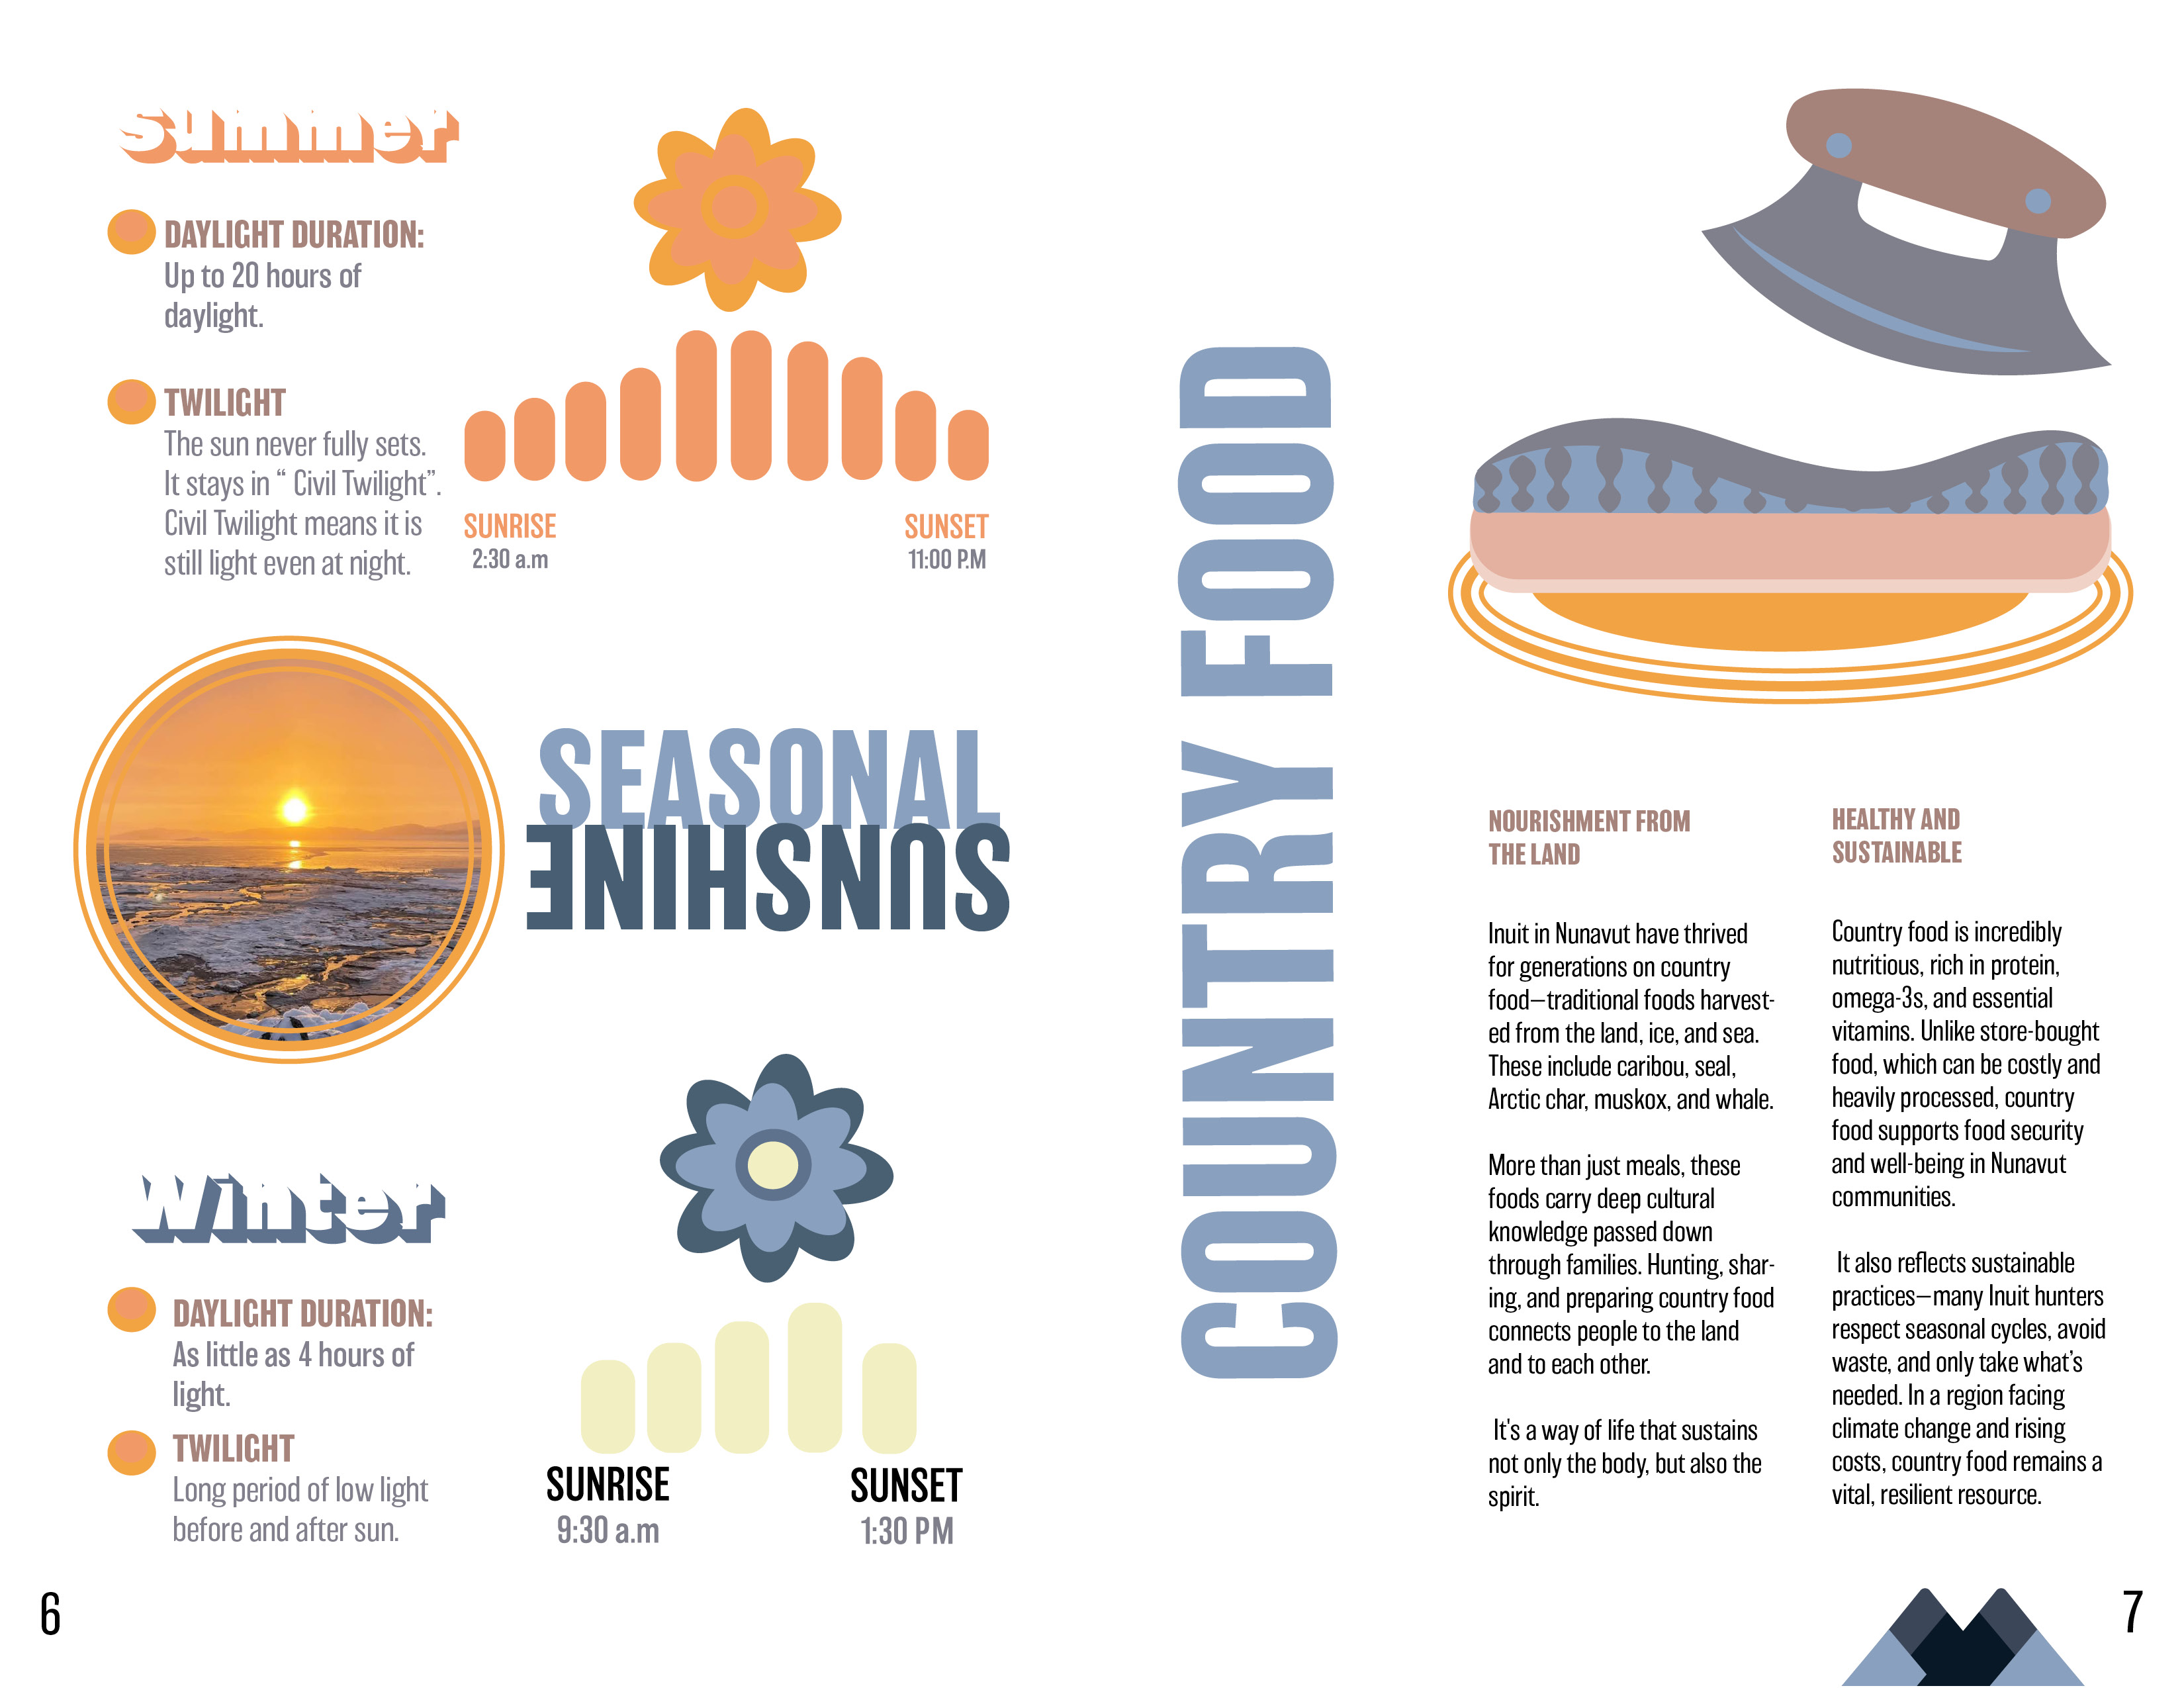 Summer
DAYLIGHT DURATION:
Up to 20 hours of
daylight.
TWILIGHT
The sun never fully sets.
It stays in “ Civil Twilight”.
Civil Twilight means it is
still light even at night.
SUNRISE
2:30 a.m
SUNSET
11:00 P.M
SEASONAL
SUNSHINE
Winter
DAYLIGHT DURATION:
As little as 4 hours of
light.
TWILIGHT
Long period of low light
before and after sun.
SUNRISE
9:30 a.m
SUNSET
1:30 PM
6
COUNTRY FOOD
NOURISHMENT FROM
THE LAND
Inuit in Nunavut have thrived
for generations on country
food—traditional foods harvest-
ed from the land, ice, and sea.
These include caribou, seal,
Arctic char, muskox, and whale.
More than just meals, these
foods carry deep cultural
knowledge passed down
through families. Hunting, shar-
ing, and preparing country food
connects people to the land
and to each other.
It's a way of life that sustains
not only the body, but also the
spirit.
HEALTHY AND
SUSTAINABLE
Country food is incredibly
nutritious, rich in protein,
omega-3s, and essential
vitamins. Unlike store-bought
food, which can be costly and
heavily processed, country
food supports food security
and well-being in Nunavut
communities.
It also reflects sustainable
practices—many Inuit hunters
respect seasonal cycles, avoid
waste, and only take what’s
needed. In a region facing
climate change and rising
costs, country food remains a
vital, resilient resource.
7